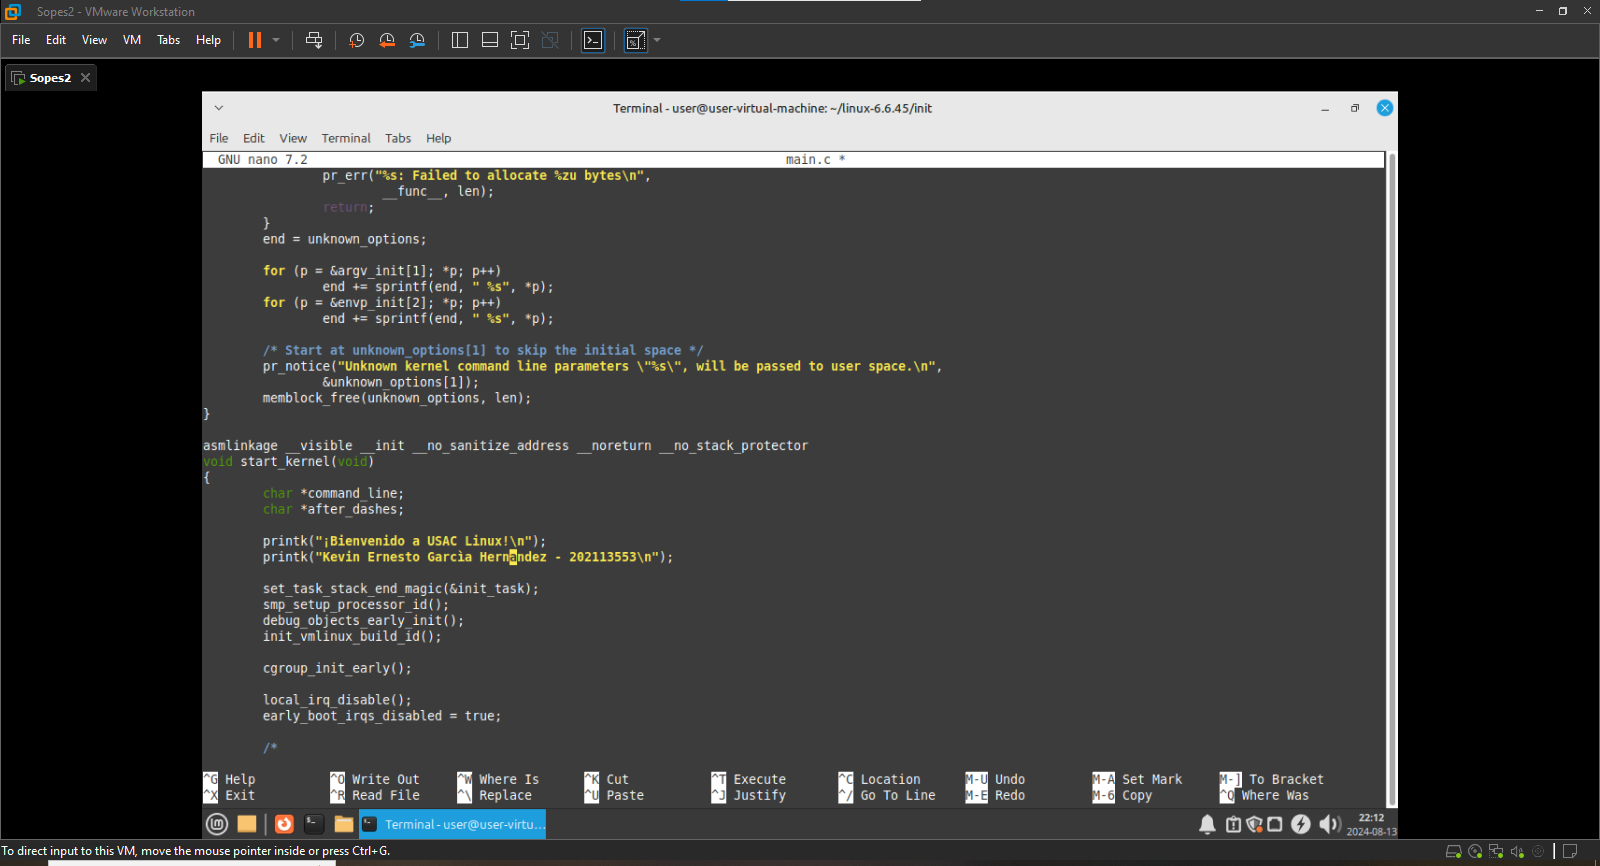 Sopes2 - VMware Workstation
File Edit View VM Tabs Help
Sopes2
Terminal - user@user-virtual-machine: ~/linux-6.6.45/init
File Edit View Terminal Tabs Help
GNU nano 7.2 main.c *
pr_err("%s: Failed to allocate %zu bytes\n",
__func__, len);
return;
}
end = unknown_options;
for (p = &argv_init[1]; *p; p++)
end += sprintf(end, " %s", *p);
for (p = &envp_init[2]; *p; p++)
end += sprintf(end, " %s", *p);
/* Start at unknown_options[1] to skip the initial space */
pr_notice("Unknown kernel command line parameters \"%s\", will be passed to user space.\n",
&unknown_options[1]);
memblock_free(unknown_options, len);
}
asmlinkage __visible __init __no_sanitize_address __noreturn __no_stack_protector
void start_kernel(void)
{
char *command_line;
char *after_dashes;
printk("¡Bienvenido a USAC Linux!\n");
printk("Kevin Ernesto Garcìa Hernandez - 202113553\n");
set_task_stack_end_magic(&init_task);
smp_setup_processor_id();
debug_objects_early_init();
init_vmlinux_build_id();
cgroup_init_early();
local_irq_disable();
early_boot_irqs_disabled = true;
/*
^G Help ^O Write Out ^W Where Is ^K Cut ^T Execute ^C Location M-U Undo M-A Set Mark M-] To Bracket
^X Exit ^R Read File ^\ Replace ^U Paste ^J Justify ^/ Go To Line M-E Redo M-6 Copy ^Q Where Was
Terminal - user@user-virtu...
22:12
2024-08-13
To direct input to this VM, move the mouse pointer inside or press Ctrl+G.